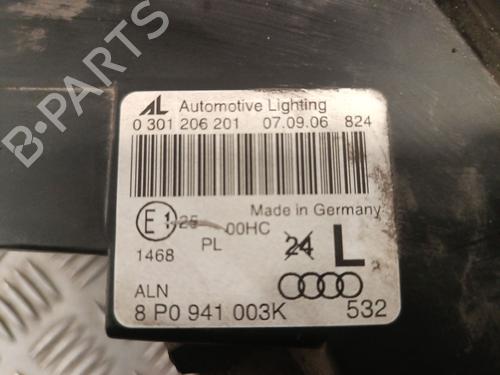 AL Automotive Lighting
0 301 206 201 07.09.06 824
Made in Germany
E1 25 00HC
1468 PL 24 L
ALN
8 P0 941 003K 532
B-PARTS